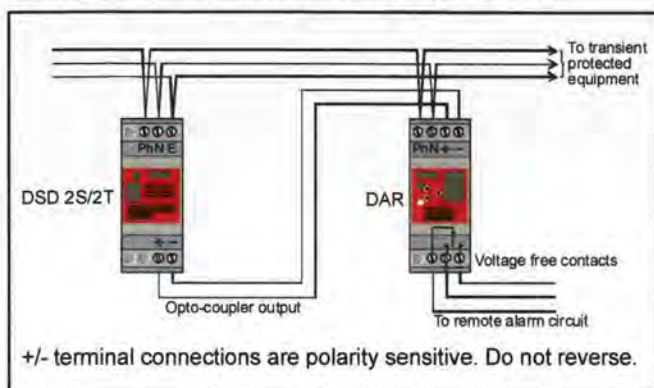 To transient
protected
equipment
Ph N E
Ph N + -
DSD 2S/2T
DAR
+ -
Voltage free contacts
Opto-coupler output
To remote alarm circuit
+/- terminal connections are polarity sensitive. Do not reverse.